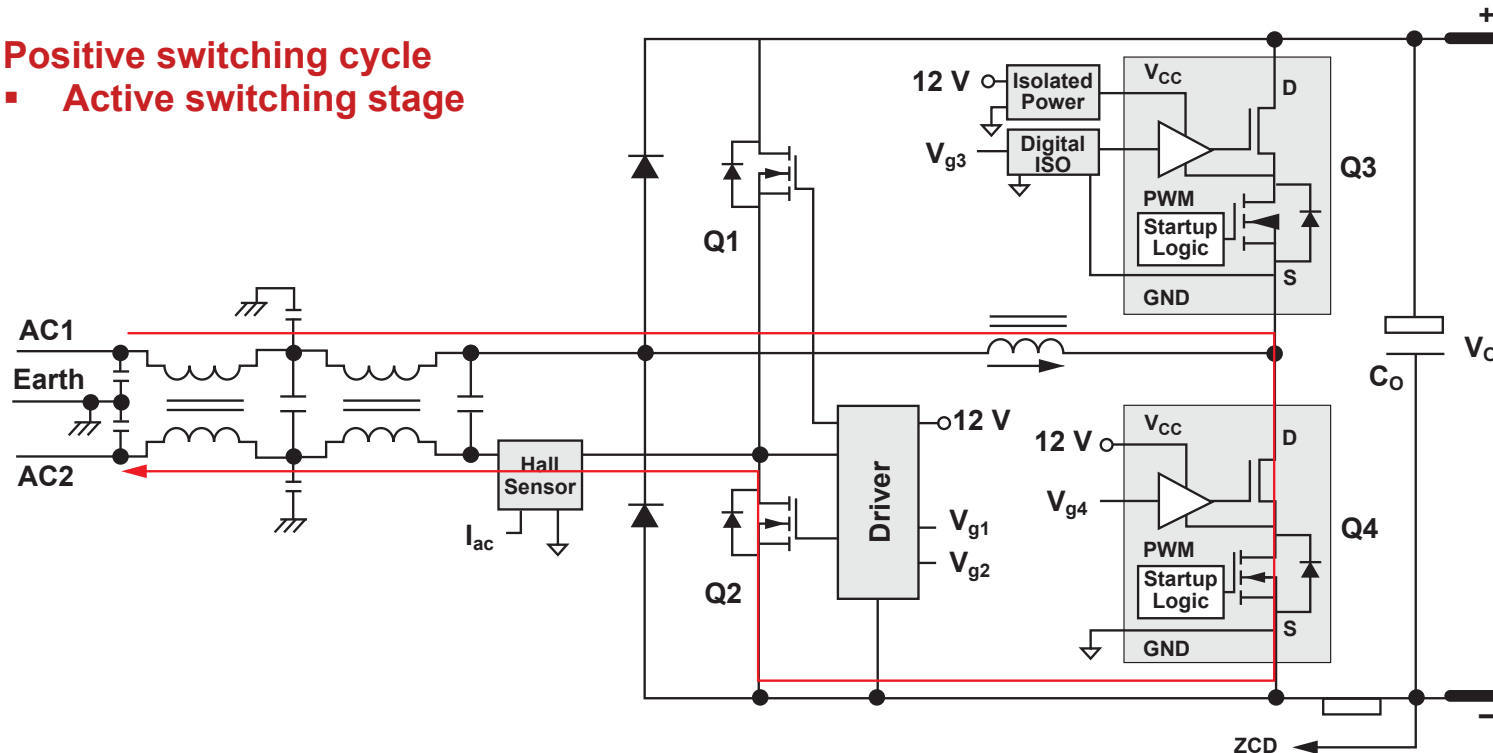 Positive switching cycle
▪ Active switching stage
+
12 V
Isolated
Power
VCC
D
Vg3
Digital
ISO
Q3
PWM
Startup
Logic
S
GND
Q1
AC1
Earth
AC2
CO
VO
12 V
Hall
Sensor
Iac
Driver
Vg1
Vg2
Q2
VCC
D
12 V
Vg4
Q4
PWM
Startup
Logic
S
GND
–
ZCD